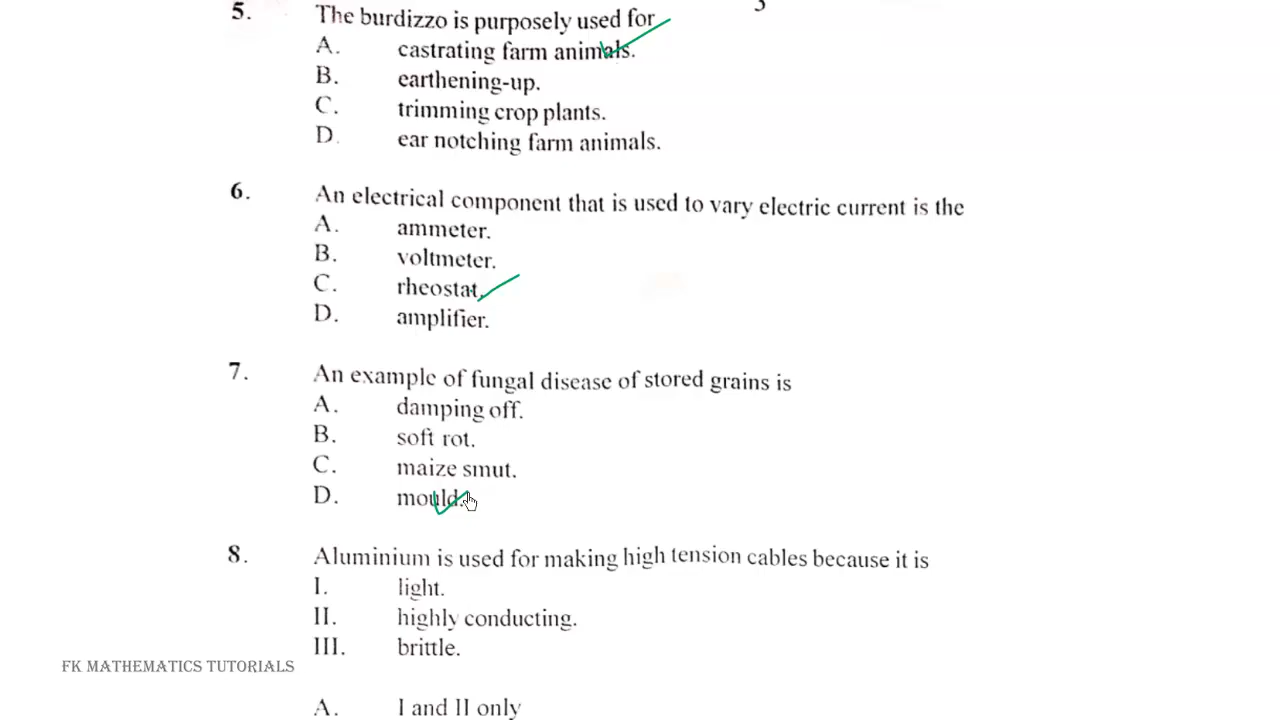 3
5. The burdizzo is purposely used for
A. castrating farm animals.
B. earthening-up.
C. trimming crop plants.
D. ear notching farm animals.
6. An electrical component that is used to vary electric current is the
A. ammeter.
B. voltmeter.
C. rheostat.
D. amplifier.
7. An example of fungal disease of stored grains is
A. damping off.
B. soft rot.
C. maize smut.
D. mould.
8. Aluminium is used for making high tension cables because it is
I. light.
II. highly conducting.
III. brittle.
FK MATHEMATICS TUTORIALS
A. I and II only